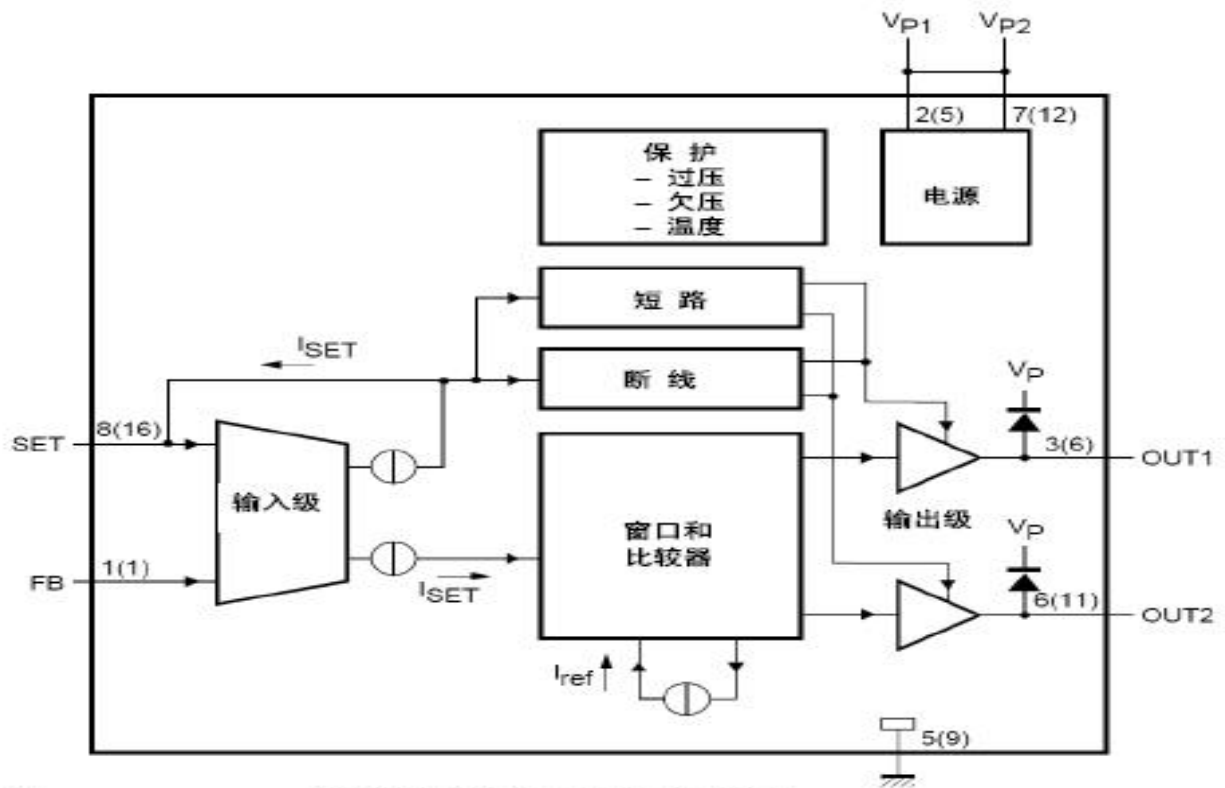 VP1 VP2
2(5) 7(12)
保 护
- 过压
- 欠压
- 温度
电源
短 路
ISET
断 线
VP
8(16)
SET
3(6)
OUT1
输入级
窗口和
比较器
输出级
VP
1(1)
FB
ISET
6(11)
OUT2
Iref
5(9)